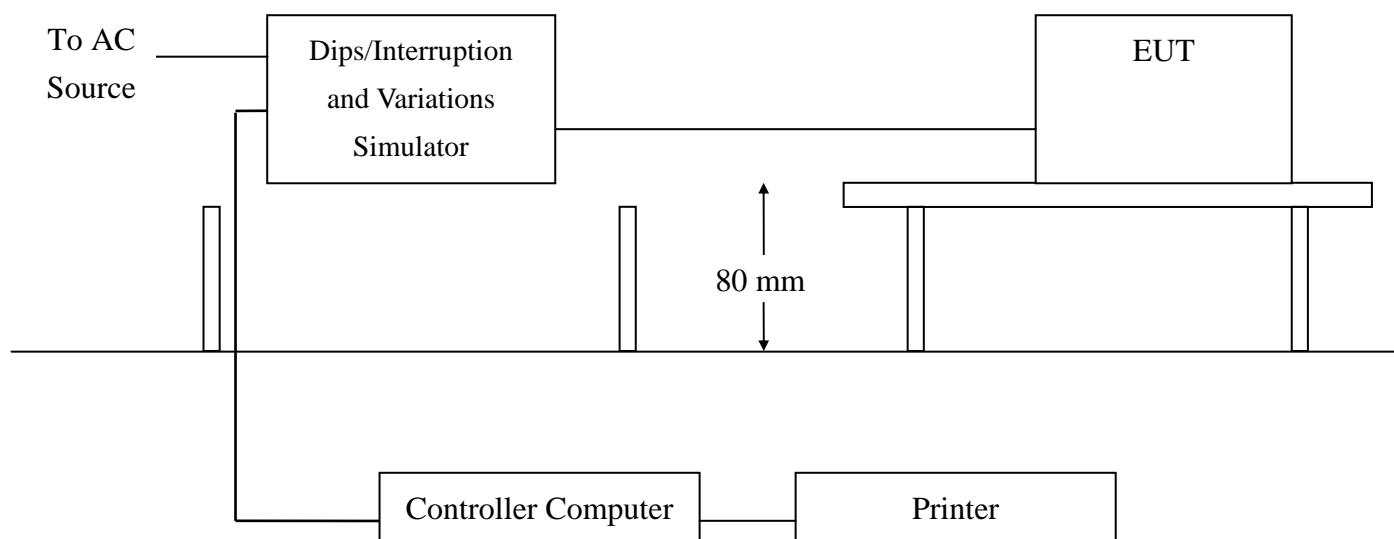 To AC
Source
Dips/Interruption
and Variations
Simulator
EUT
80 mm
Controller Computer
Printer